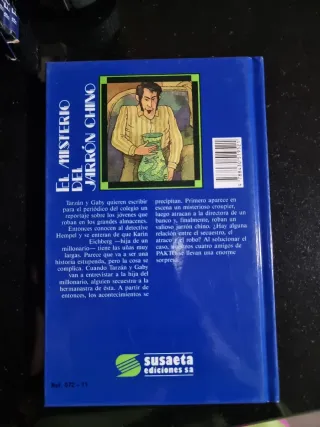 EL MISTERIO
DEL
JARRÓN CHINO
Tarzán y Gaby quieren escribir
para el periódico del colegio un
reportaje sobre los jóvenes que
roban en los grandes almacenes.
Entonces conocen al detective
Hempel y se enteran de que Karin
Eichberg —hija de un
millonario— tiene las uñas muy
largas. Parece que va a ser una
historia estupenda, pero la cosa se
complica. Cuando Tarzán y Gaby
van a entrevistar a la hija del
millonario, alguien secuestra a la
hermanastra de ésta. A partir de
entonces, los acontecimientos se
precipitan. Primero aparece en
escena un misterioso croupier,
luego atracan a la directora de un
banco y, finalmente, roban un
valioso jarrón chino. ¿Hay alguna
relación entre el secuestro, el
atraco y el robo? Al solucionar el
caso, nuestros cuatro amigos de
PAKTO se llevan una enorme
sorpresa.
susaeta
ediciones sa